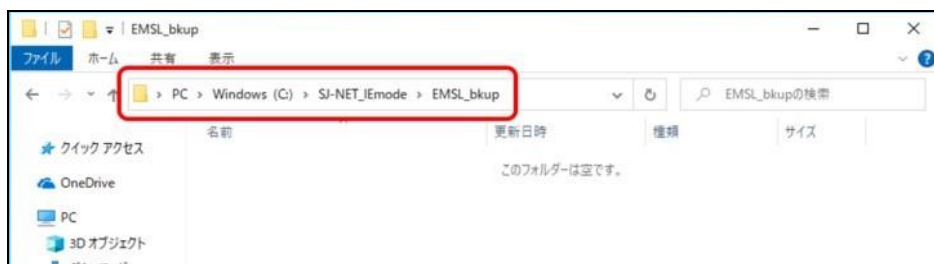 EMSL_bkup
ファイル ホーム 共有 表示
PC > Windows (C:) > SJ-NET_IEmode > EMSL_bkup
EMSL_bkupの検索
名前 更新日時 種類 サイズ
このフォルダーは空です。
クイック アクセス
OneDrive
PC
3D オブジェクト